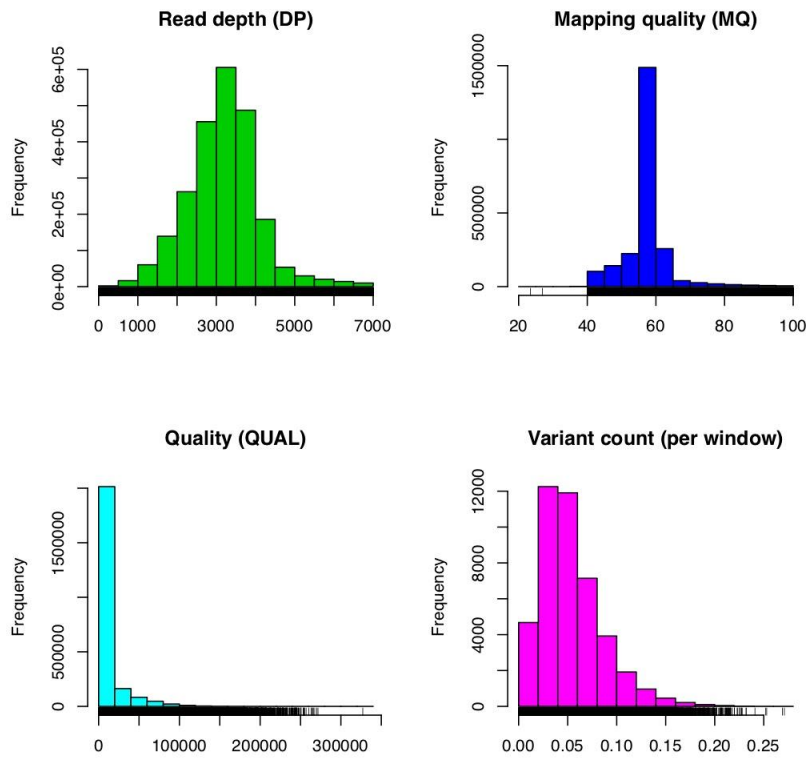 Read depth (DP)
Frequency
6e+05
4e+05
2e+05
0e+00
0 1000 3000 5000 7000
Mapping quality (MQ)
Frequency
1500000
500000
0
20 40 60 80 100
Quality (QUAL)
Frequency
1500000
500000
0
0 100000 200000 300000
Variant count (per window)
Frequency
12000
8000
4000
0
0.00 0.05 0.10 0.15 0.20 0.25